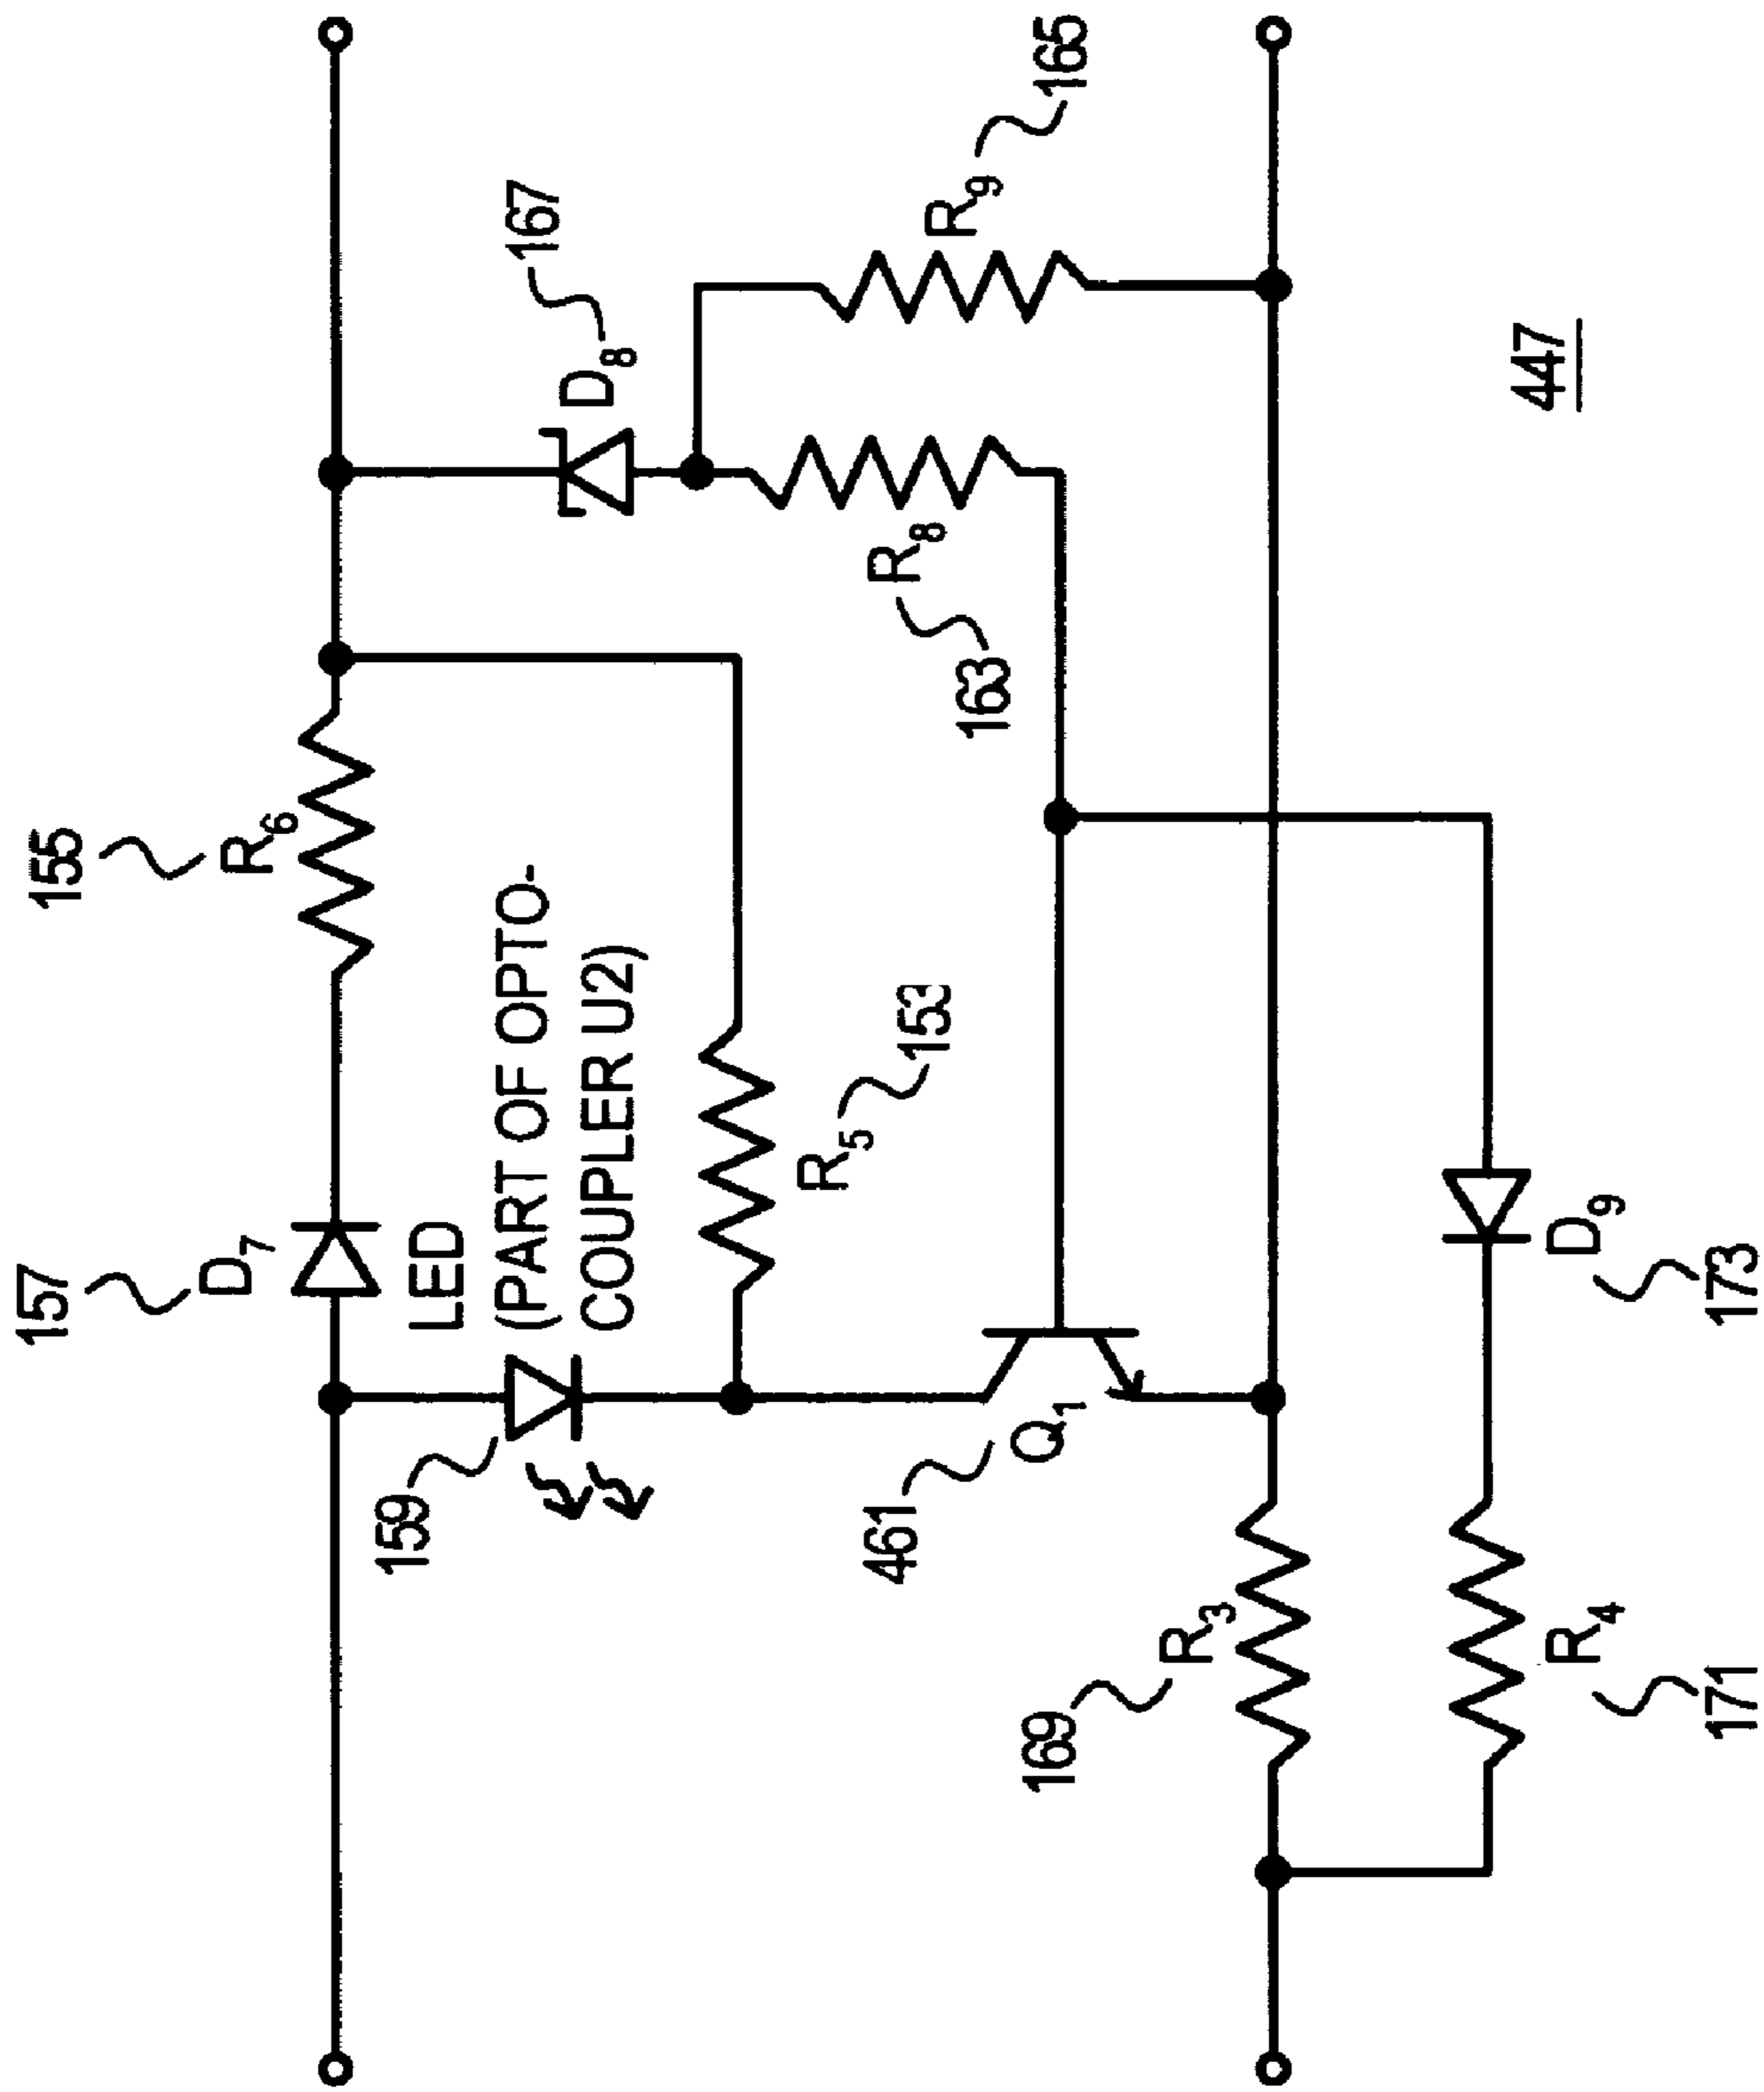 157
155
D7
R6
LED
(PART OF OPTO-
COUPLER U2)
159
167
D8
R5
153
R8
163
R9
165
461
Q1
169
R3
447
D9
173
R4
171